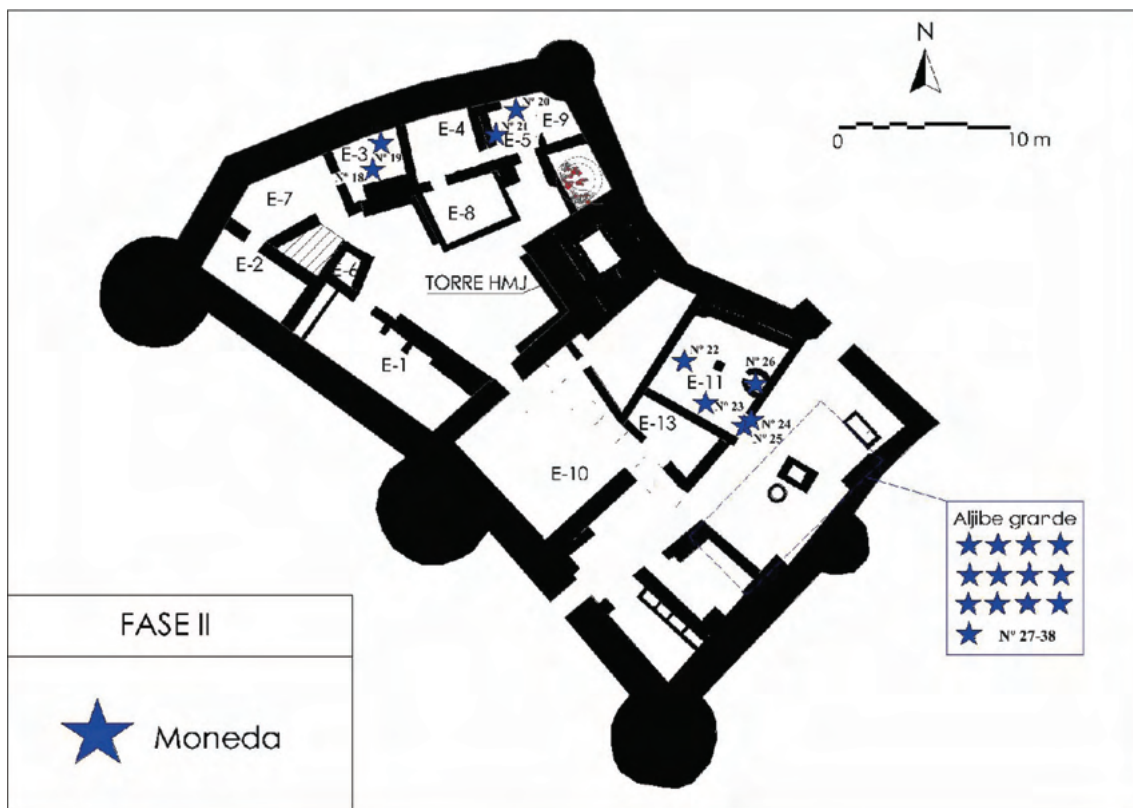 N
0 10 m
Nº 20
E-4
Nº 21
E-9
E-5
E-3
Nº 19
Nº 18
E-7
E-8
E-2
E-6
TORRE HMJ
E-1
Nº 22
Nº 26
E-11
Nº 23
E-13
Nº 24
Nº 25
E-10
Aljibe grande
Nº 27-38
FASE II
Moneda